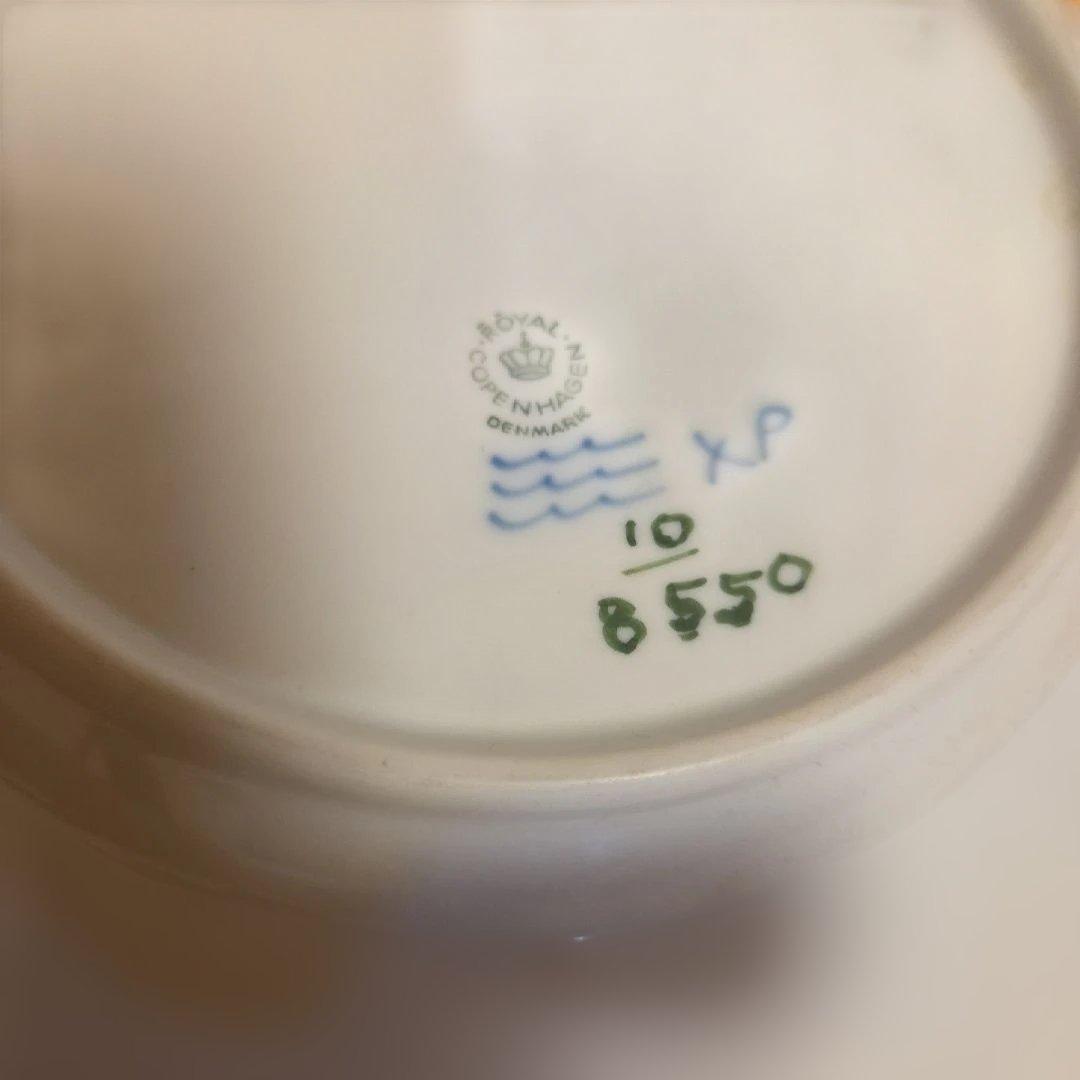 ROYAL
COPENHAGEN
DENMARK
XP
10
8550